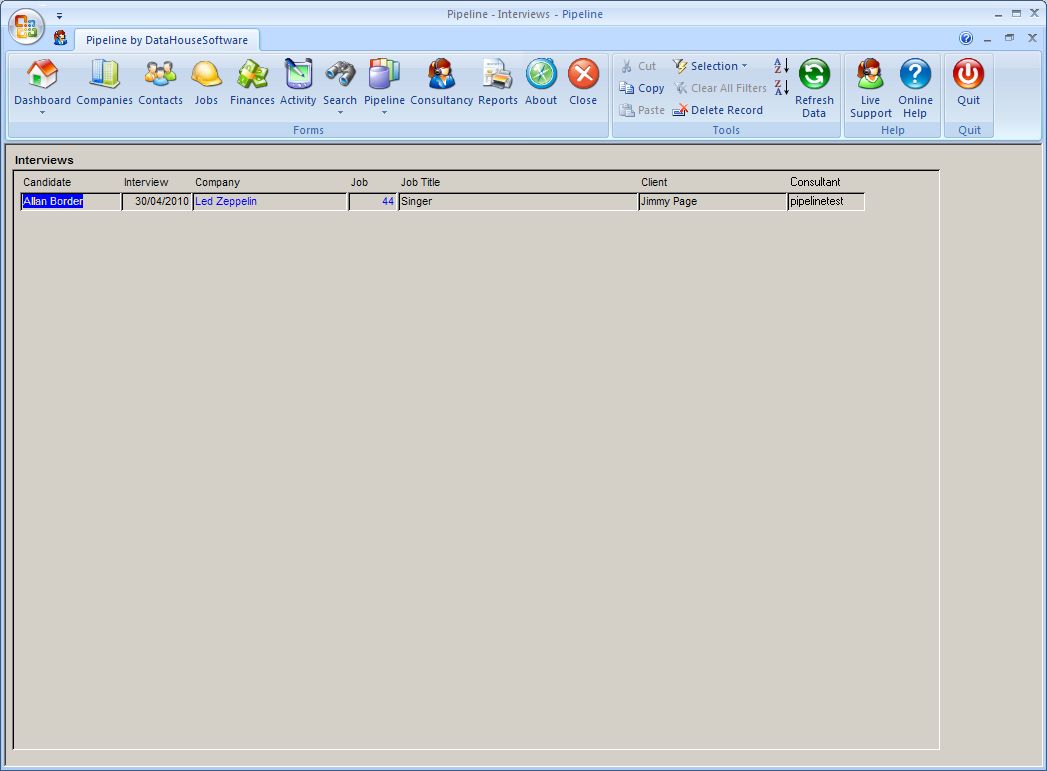 Pipeline - Interviews - Pipeline
Pipeline by DataHouseSoftware
Dashboard Companies Contacts Jobs Finances Activity Search Pipeline Consultancy Reports About Close
Forms
Cut Selection
Copy Clear All Filters
Paste Delete Record
A Z
Z A
Refresh Data
Tools
Live Support Online Help
Help
Quit
Quit
Interviews
Candidate Interview Company Job Job Title Client Consultant
Allan Border 30/04/2010 Led Zeppelin 44 Singer Jimmy Page pipelinetest